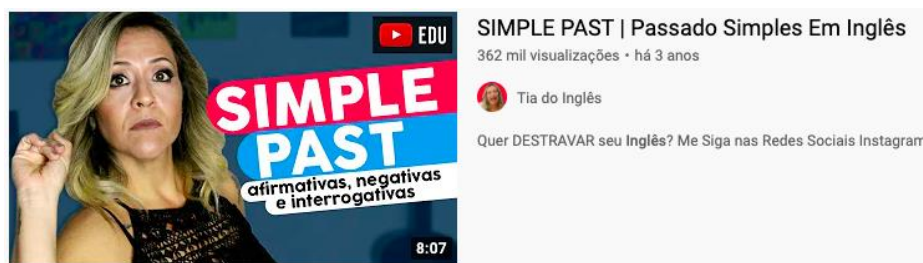 EDU
SIMPLE
PAST
afirmativas, negativas
e interrogativas
8:07
SIMPLE PAST | Passado Simples Em Inglês
362 mil visualizações • há 3 anos
Tia do Inglês
Quer DESTRAVAR seu Inglês? Me Siga nas Redes Sociais Instagram